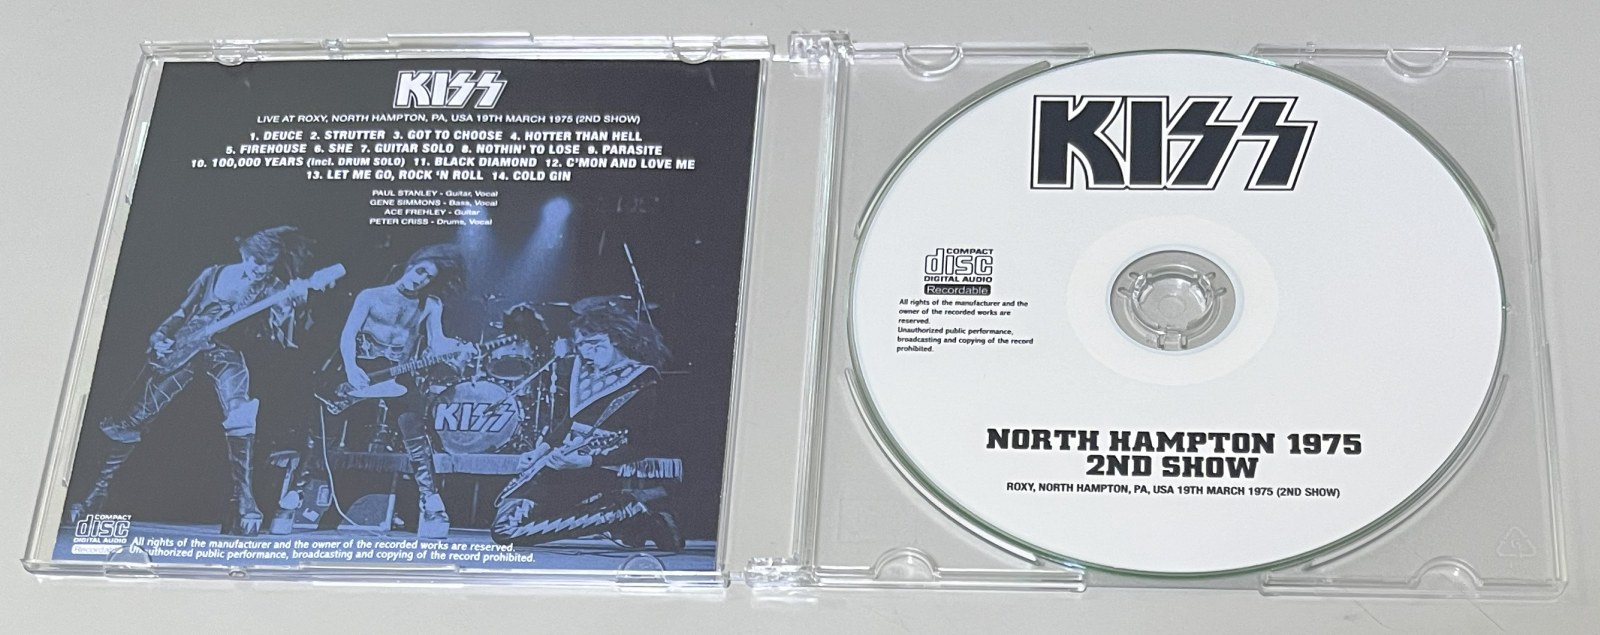 KISS
LIVE AT ROXY, NORTH HAMPTON, PA, USA 19TH MARCH 1975 (2ND SHOW)
1. DEUCE 2. STRUTTER 3. GOT TO CHOOSE 4. HOTTER THAN HELL
5. FIREHOUSE 6. SHE 7. GUITAR SOLO 8. NOTHIN' TO LOSE 9. PARASITE
10. 100,000 YEARS (Incl. DRUM SOLO) 11. BLACK DIAMOND 12. C'MON AND LOVE ME
13. LET ME GO, ROCK 'N ROLL 14. COLD GIN
PAUL STANLEY - Guitar, Vocal
GENE SIMMONS - Bass, Vocal
ACE FREHLEY - Guitar
PETER CRISS - Drums, Vocal
KISS
COMPACT
disc
DIGITAL AUDIO
Recordable
All rights of the manufacturer and the owner of the recorded works are reserved.
Unauthorized public performance, broadcasting and copying of the record prohibited.
KISS
COMPACT
disc
DIGITAL AUDIO
Recordable
All rights of the manufacturer and the
owner of the recorded works are
reserved.
Unauthorized public performance,
broadcasting and copying of the record
prohibited.
NORTH HAMPTON 1975
2ND SHOW
ROXY, NORTH HAMPTON, PA, USA 19TH MARCH 1975 (2ND SHOW)